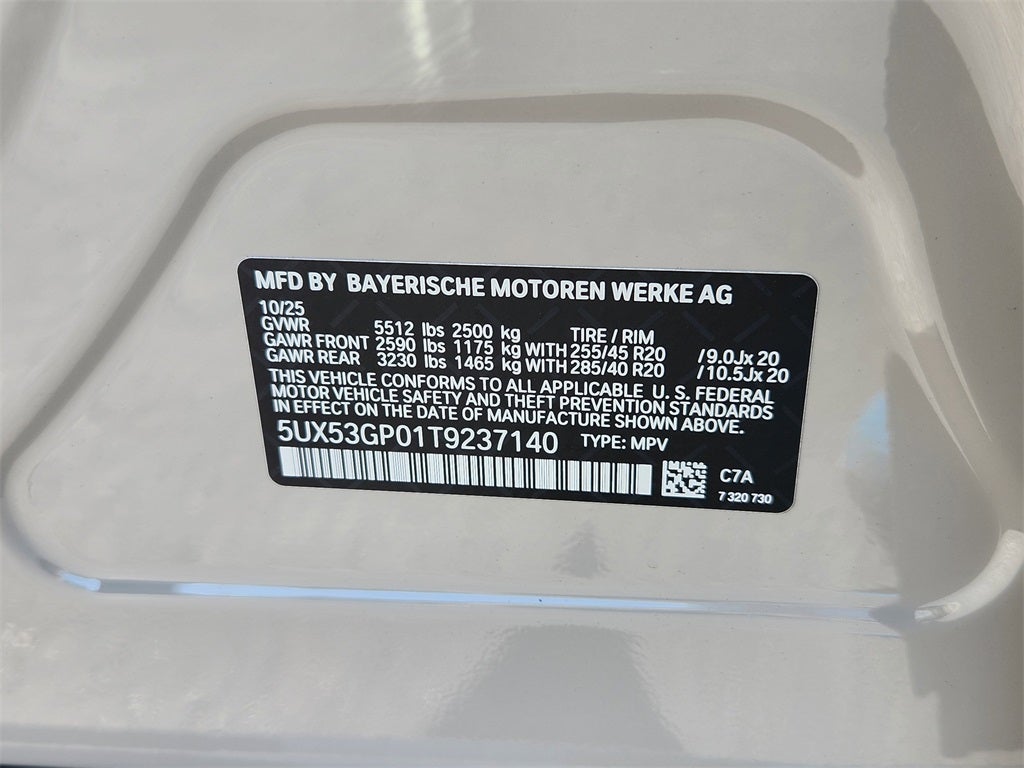 MFD BY BAYERISCHE MOTOREN WERKE AG
10/25
GVWR 5512 lbs 2500 kg TIRE / RIM
GAWR FRONT 2590 lbs 1175 kg WITH 255/45 R20 /9.0Jx 20
GAWR REAR 3230 lbs 1465 kg WITH 285/40 R20 /10.5Jx 20
THIS VEHICLE CONFORMS TO ALL APPLICABLE U. S. FEDERAL
MOTOR VEHICLE SAFETY AND THEFT PREVENTION STANDARDS
IN EFFECT ON THE DATE OF MANUFACTURE SHOWN ABOVE.
5UX53GP01T9237140 TYPE: MPV
C7A
7 320 730